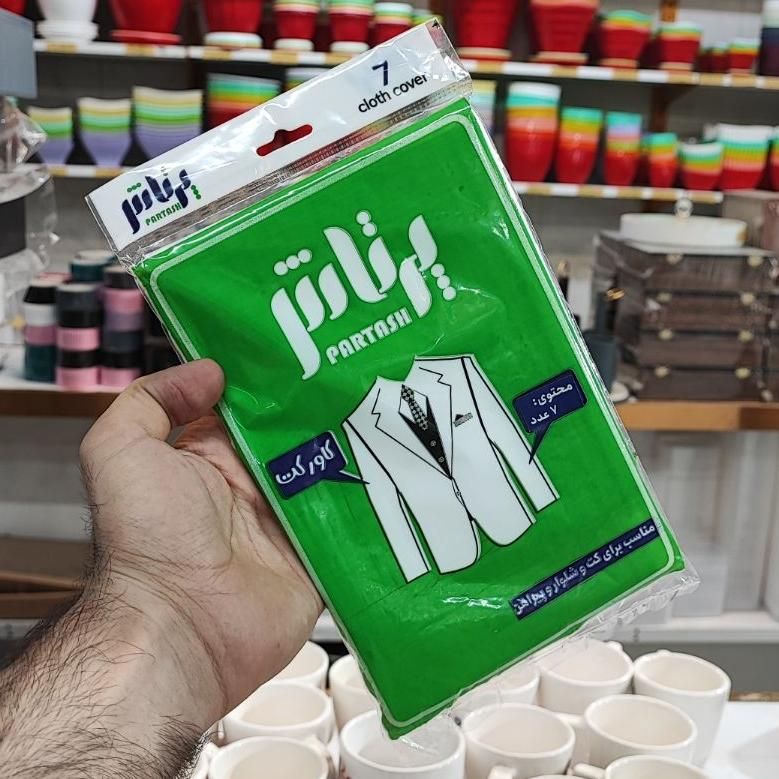 7
cloth cover
پرتاش
PARTASH
پرتاش
PARTASH
محتوی:
۷ عدد
کاور کت
مناسب برای کت و شلوار و پیراهن